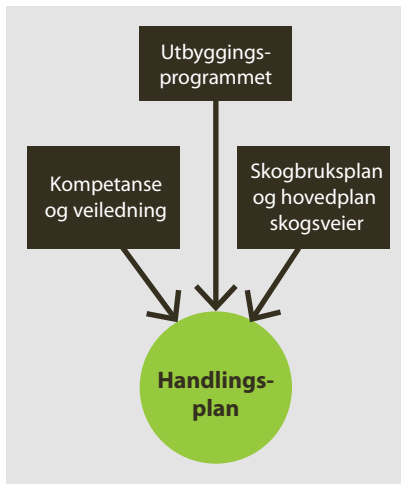 Utbyggings-
programmet
Kompetanse
og veiledning
Skogbruksplan
og hovedplan
skogsveier
Handlings-
plan